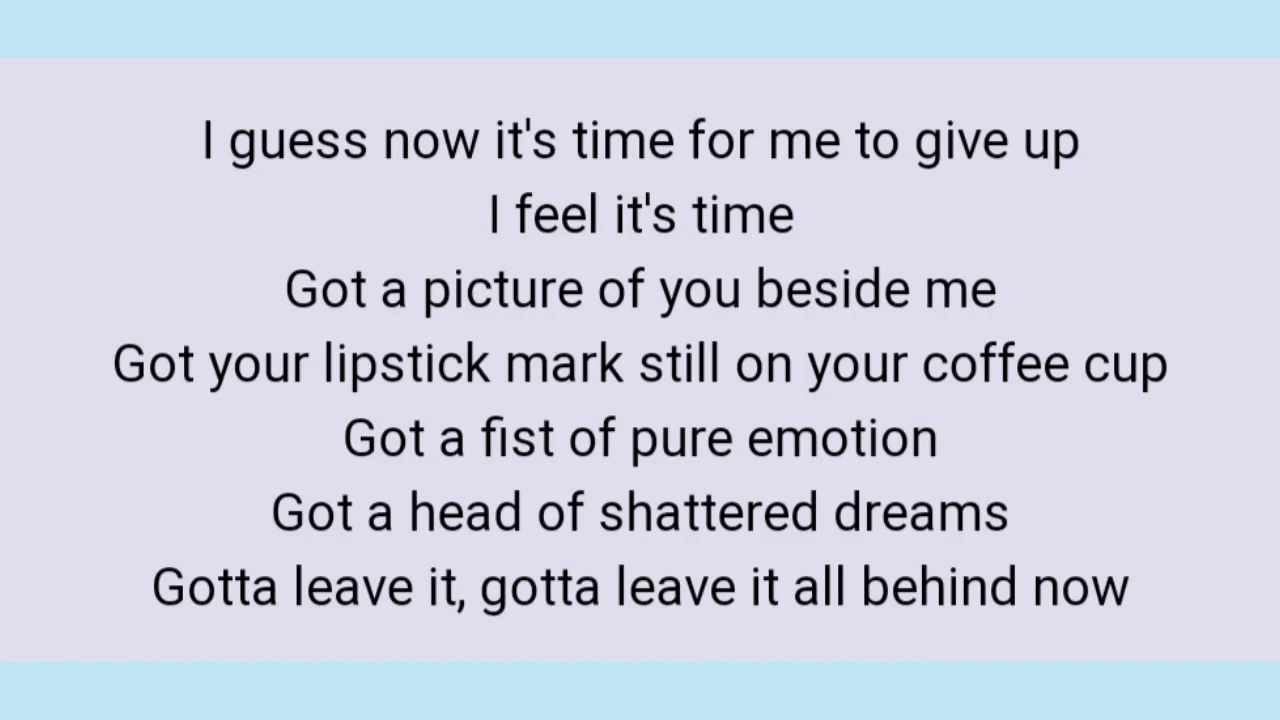 I guess now it's time for me to give up
I feel it's time
Got a picture of you beside me
Got your lipstick mark still on your coffee cup
Got a fist of pure emotion
Got a head of shattered dreams
Gotta leave it, gotta leave it all behind now